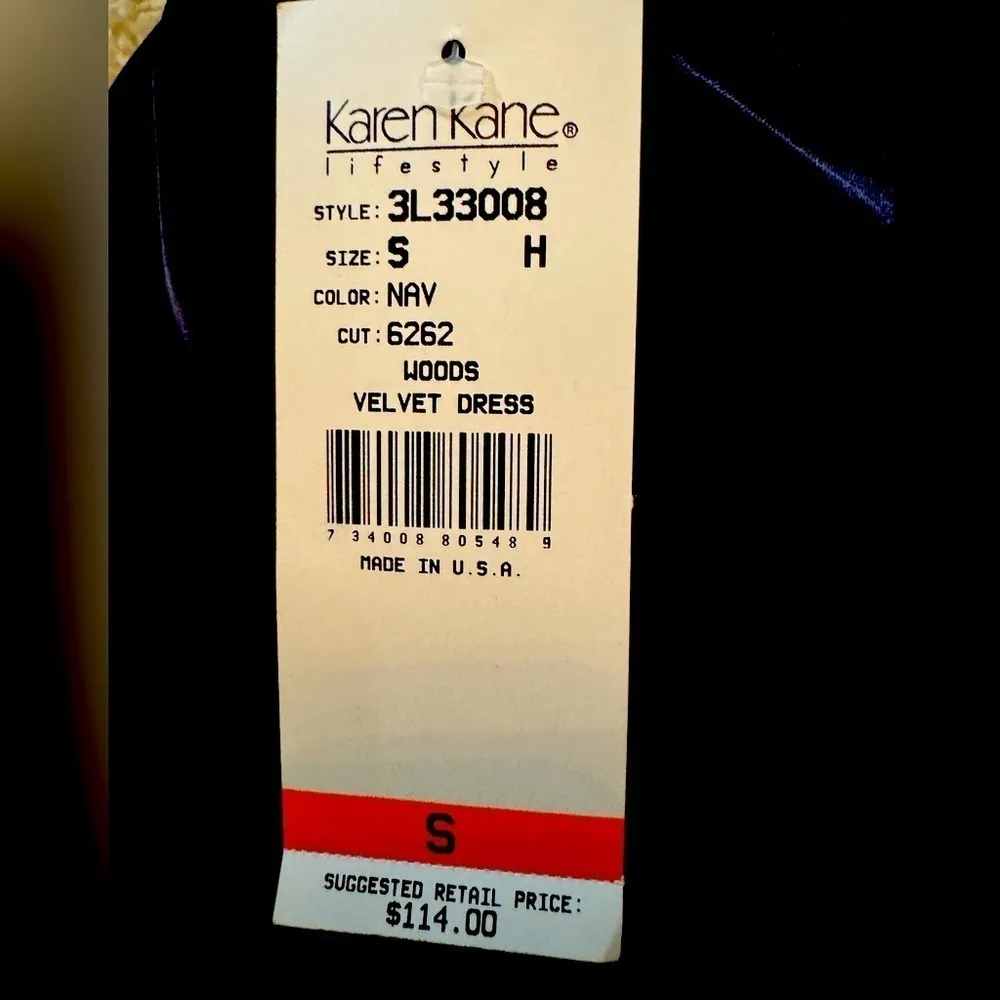 Karen Kane®
lifestyle
STYLE: 3L33008
SIZE: S H
COLOR: NAV
CUT: 6262
WOODS
VELVET DRESS
7 34008 80548 9
MADE IN U.S.A.
S
SUGGESTED RETAIL PRICE:
$114.00